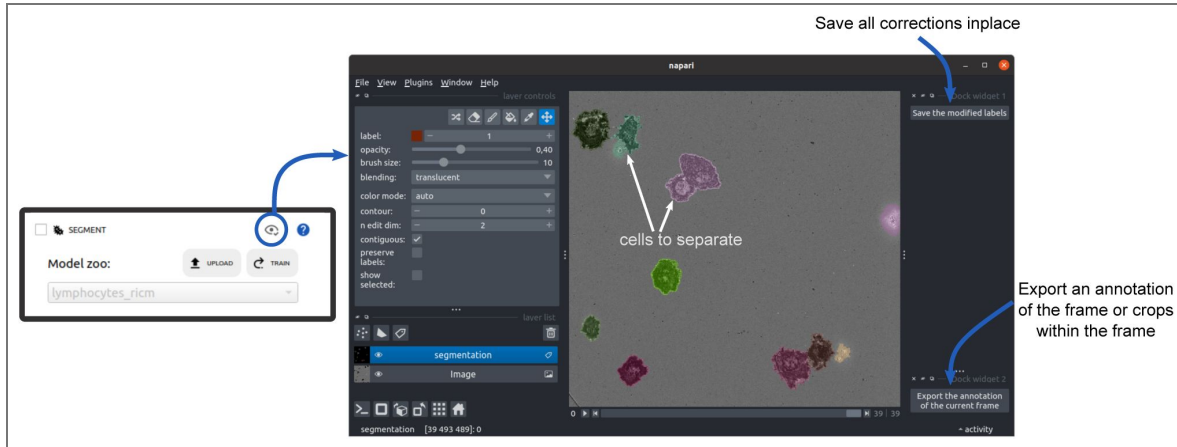 Save all corrections inplace
napari
File View Plugins Window Help
layer controls
Dock widget 1
Save the modified labels
label: 1
opacity: 0,40
brush size: 10
blending: translucent
color mode: auto
contour: 0
n edit dim: 2
contiguous:
preserve
labels:
show
selected:
cells to separate
SEGMENT
Model zoo:
UPLOAD
TRAIN
lymphocytes_ricm
layer list
segmentation
Image
Export an annotation
of the frame or crops
within the frame
Dock widget 2
Export the annotation
of the current frame
0 39 39
segmentation [39 493 489]: 0
activity